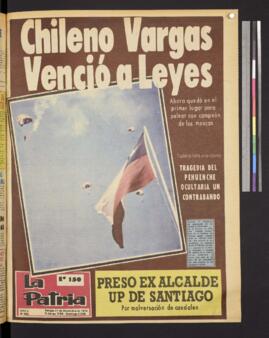 Chileno Vargas
Venció a Leyes
Ahora quedó en el
primer lugar para
pelear con campeón
de los moscas
TRAGEDIA DEL
PEHUENCHE
OCULTARIA UN
CONTRABANDO
Eº 150
La
Patria
PRESO EX ALCALDE
UP DE SANTIAGO
Por malversación de caudales